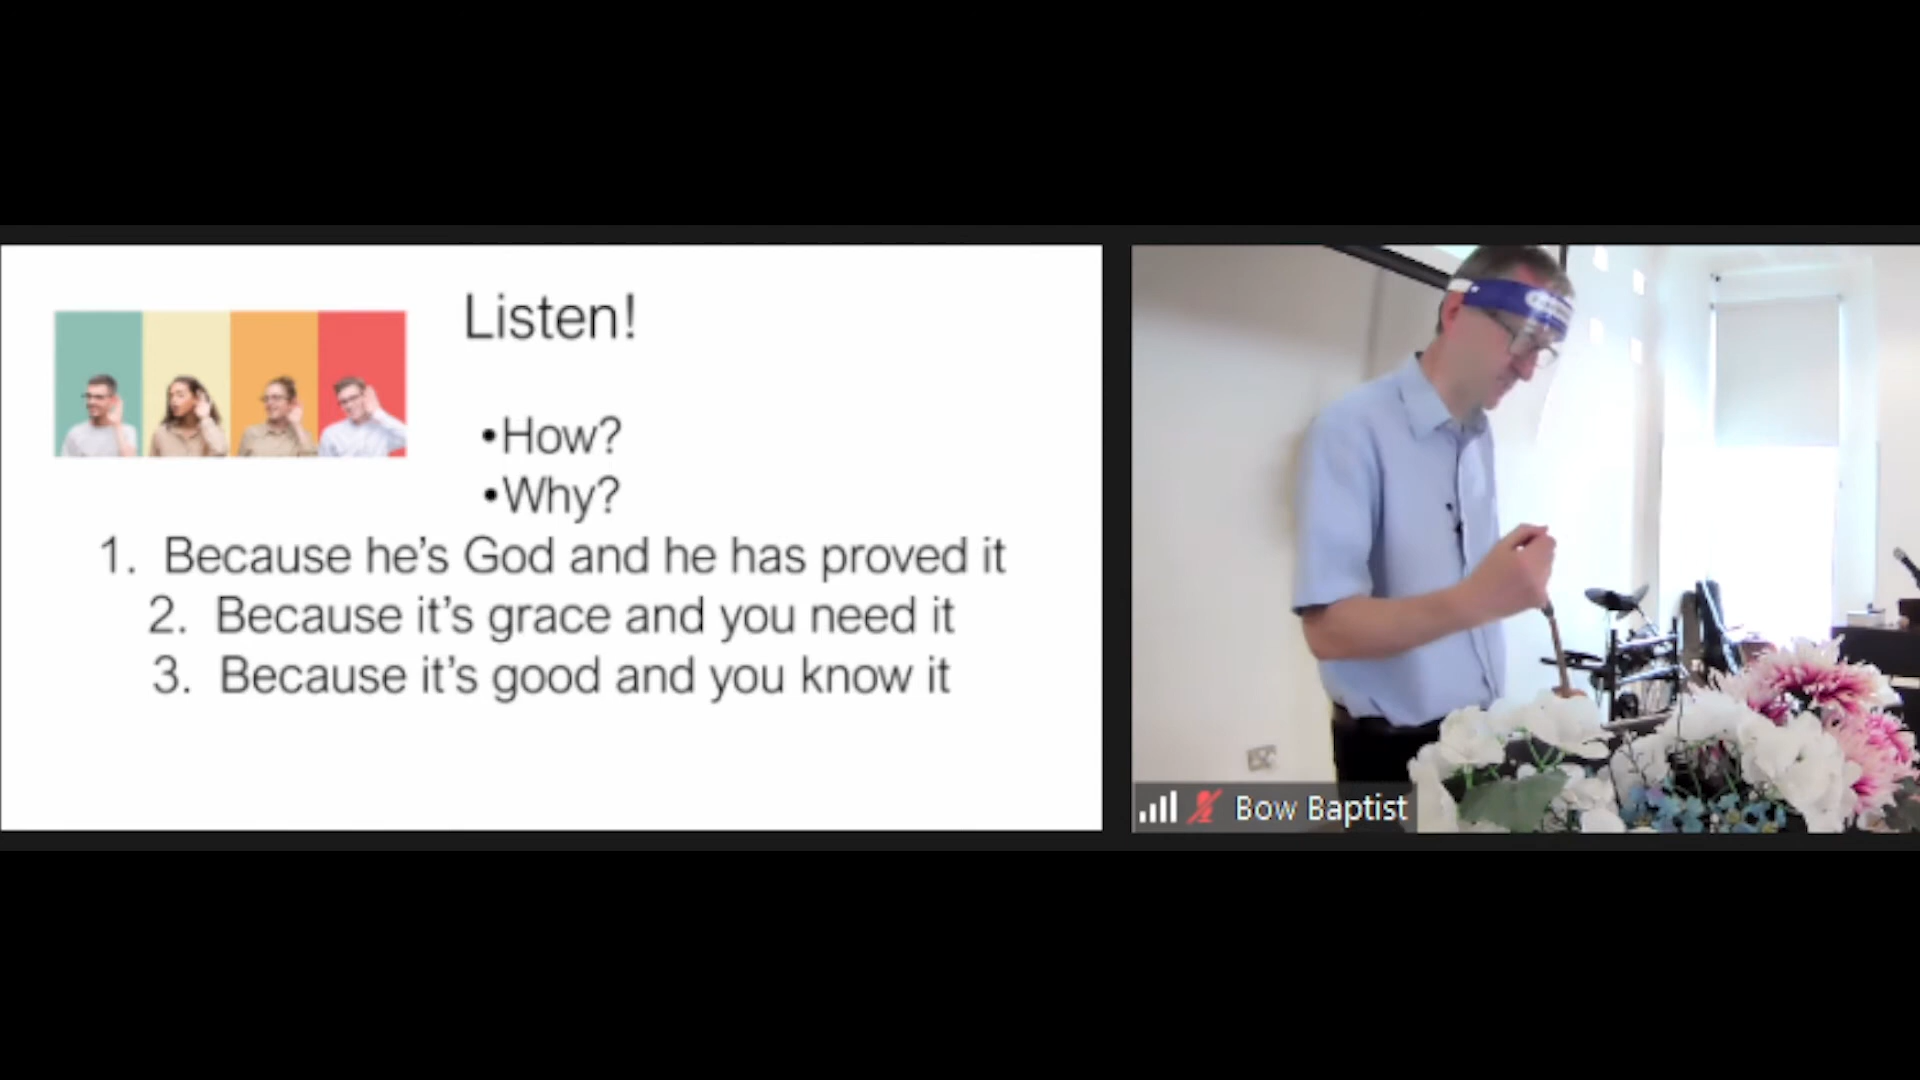 Listen!
•How?
•Why?
1. Because he's God and he has proved it
2. Because it's grace and you need it
3. Because it's good and you know it
Bow Baptist